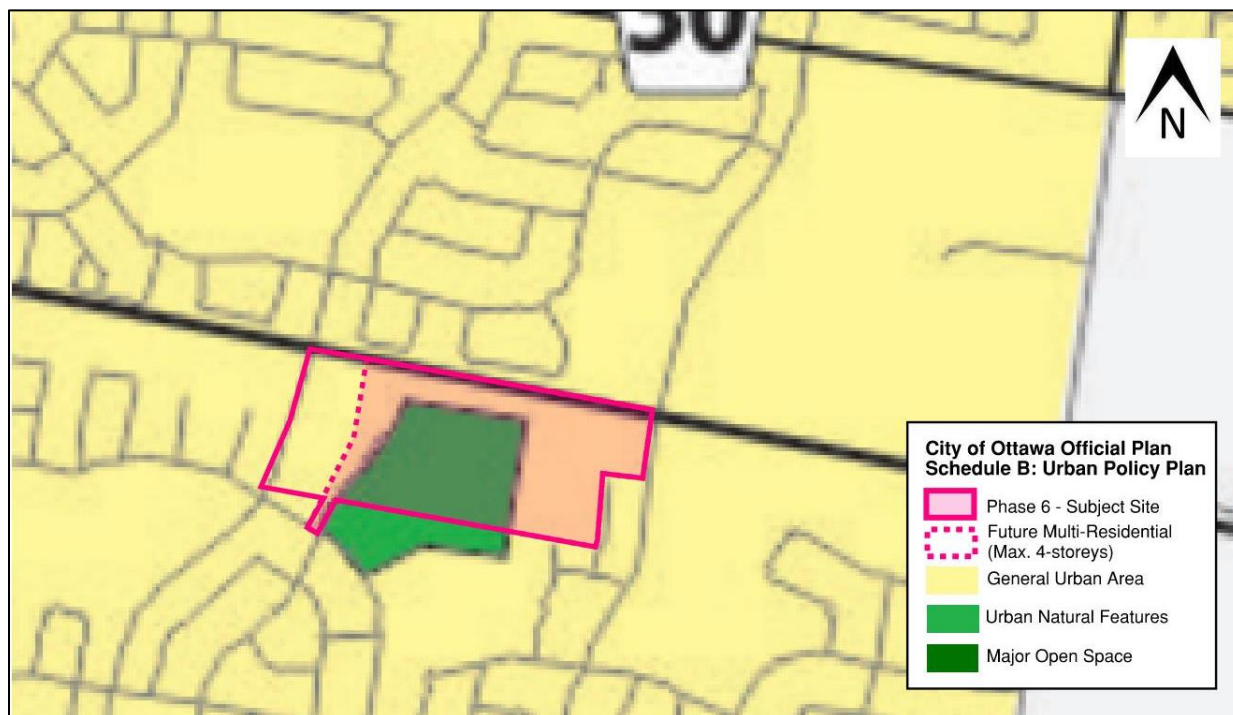 30
N
City of Ottawa Official Plan
Schedule B: Urban Policy Plan
Phase 6 - Subject Site
Future Multi-Residential
(Max. 4-storeys)
General Urban Area
Urban Natural Features
Major Open Space